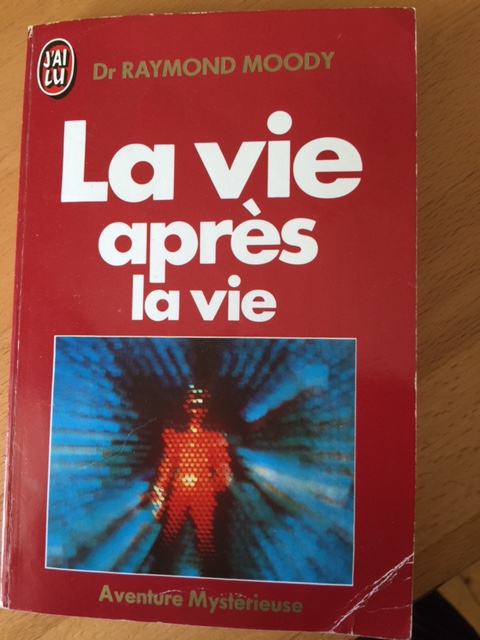 J'AI
LU
Dr RAYMOND MOODY
La vie
après
la vie
Aventure Mystérieuse